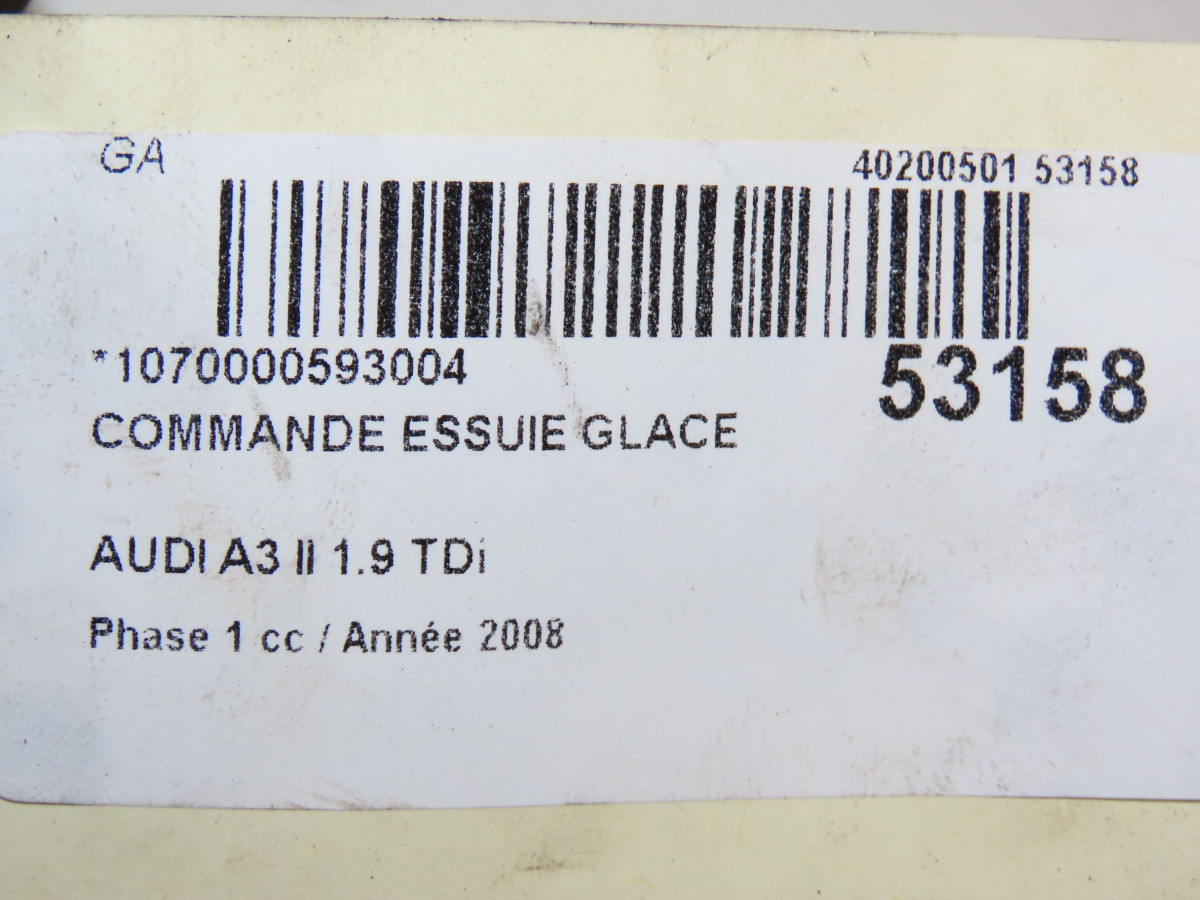 GA
40200501 53158
*1070000593004
53158
COMMANDE ESSUIE GLACE
AUDI A3 II 1.9 TDi
Phase 1 cc / Année 2008